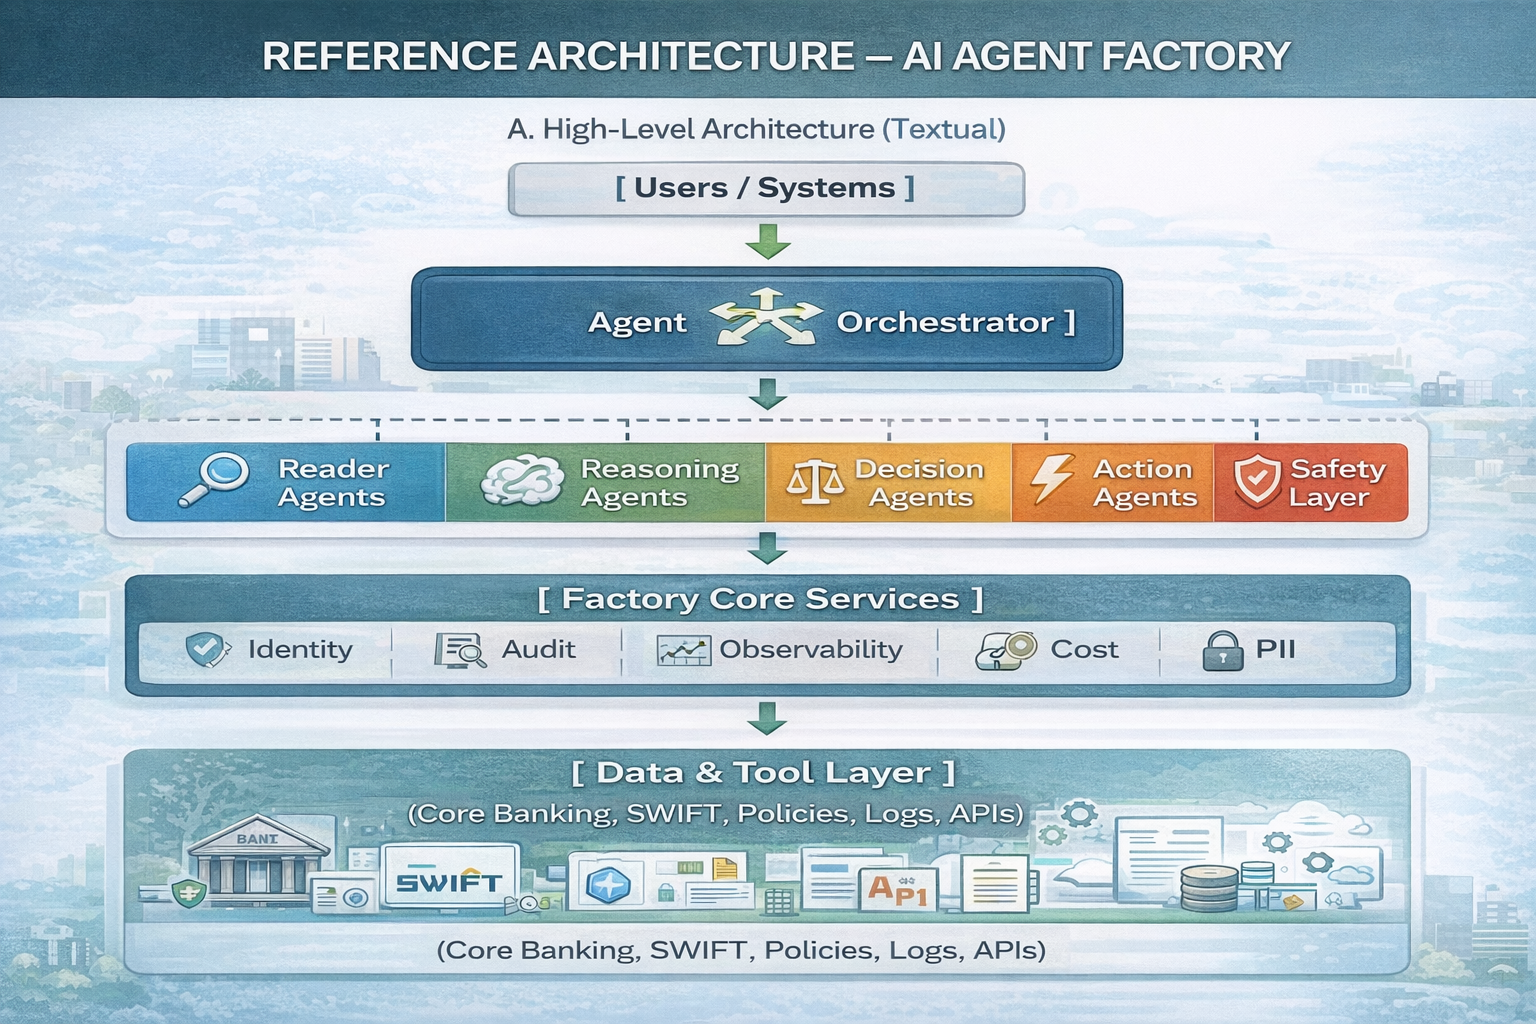 REFERENCE ARCHITECTURE – AI AGENT FACTORY
A. High-Level Architecture (Textual)
[ Users / Systems ]
Agent Orchestrator ]
Reader
Agents
Reasoning
Agents
Decision
Agents
Action
Agents
Safety
Layer
[ Factory Core Services ]
Identity
Audit
Observability
Cost
PII
[ Data & Tool Layer ]
(Core Banking, SWIFT, Policies, Logs, APIs)
BANI
SWIFT
AP1
(Core Banking, SWIFT, Policies, Logs, APIs)